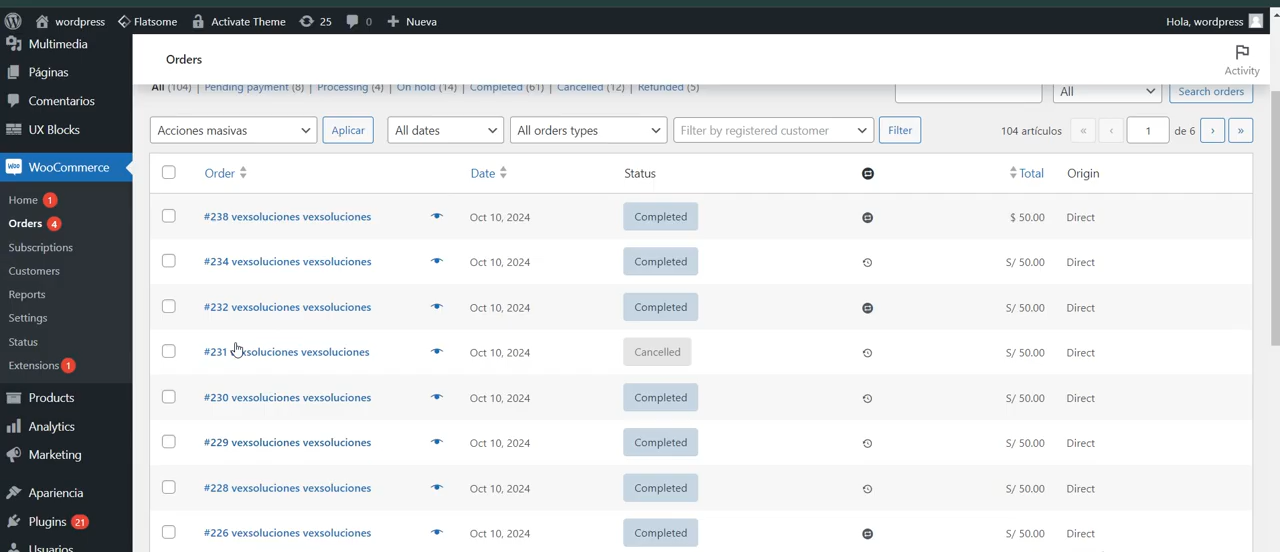 wordpress Flatsome Activate Theme 25 0 Nueva Hola, wordpress
Multimedia
Páginas
Comentarios
UX Blocks
WooCommerce
Home 1
Orders 4
Subscriptions
Customers
Reports
Settings
Status
Extensions 1
Products
Analytics
Marketing
Apariencia
Plugins 21
Usuarios
Orders
Activity
All (104) | Pending payment (8) | Processing (4) | On hold (14) | Completed (61) | Cancelled (12) | Refunded (5)
All Search orders
Acciones masivas Aplicar All dates All orders types Filter by registered customer Filter 104 artículos « ‹ 1 de 6 › »
Order Date Status Total Origin
#238 vexsoluciones vexsoluciones Oct 10, 2024 Completed $ 50.00 Direct
#234 vexsoluciones vexsoluciones Oct 10, 2024 Completed S/ 50.00 Direct
#232 vexsoluciones vexsoluciones Oct 10, 2024 Completed S/ 50.00 Direct
#231 vexsoluciones vexsoluciones Oct 10, 2024 Cancelled S/ 50.00 Direct
#230 vexsoluciones vexsoluciones Oct 10, 2024 Completed S/ 50.00 Direct
#229 vexsoluciones vexsoluciones Oct 10, 2024 Completed S/ 50.00 Direct
#228 vexsoluciones vexsoluciones Oct 10, 2024 Completed S/ 50.00 Direct
#226 vexsoluciones vexsoluciones Oct 10, 2024 Completed S/ 50.00 Direct